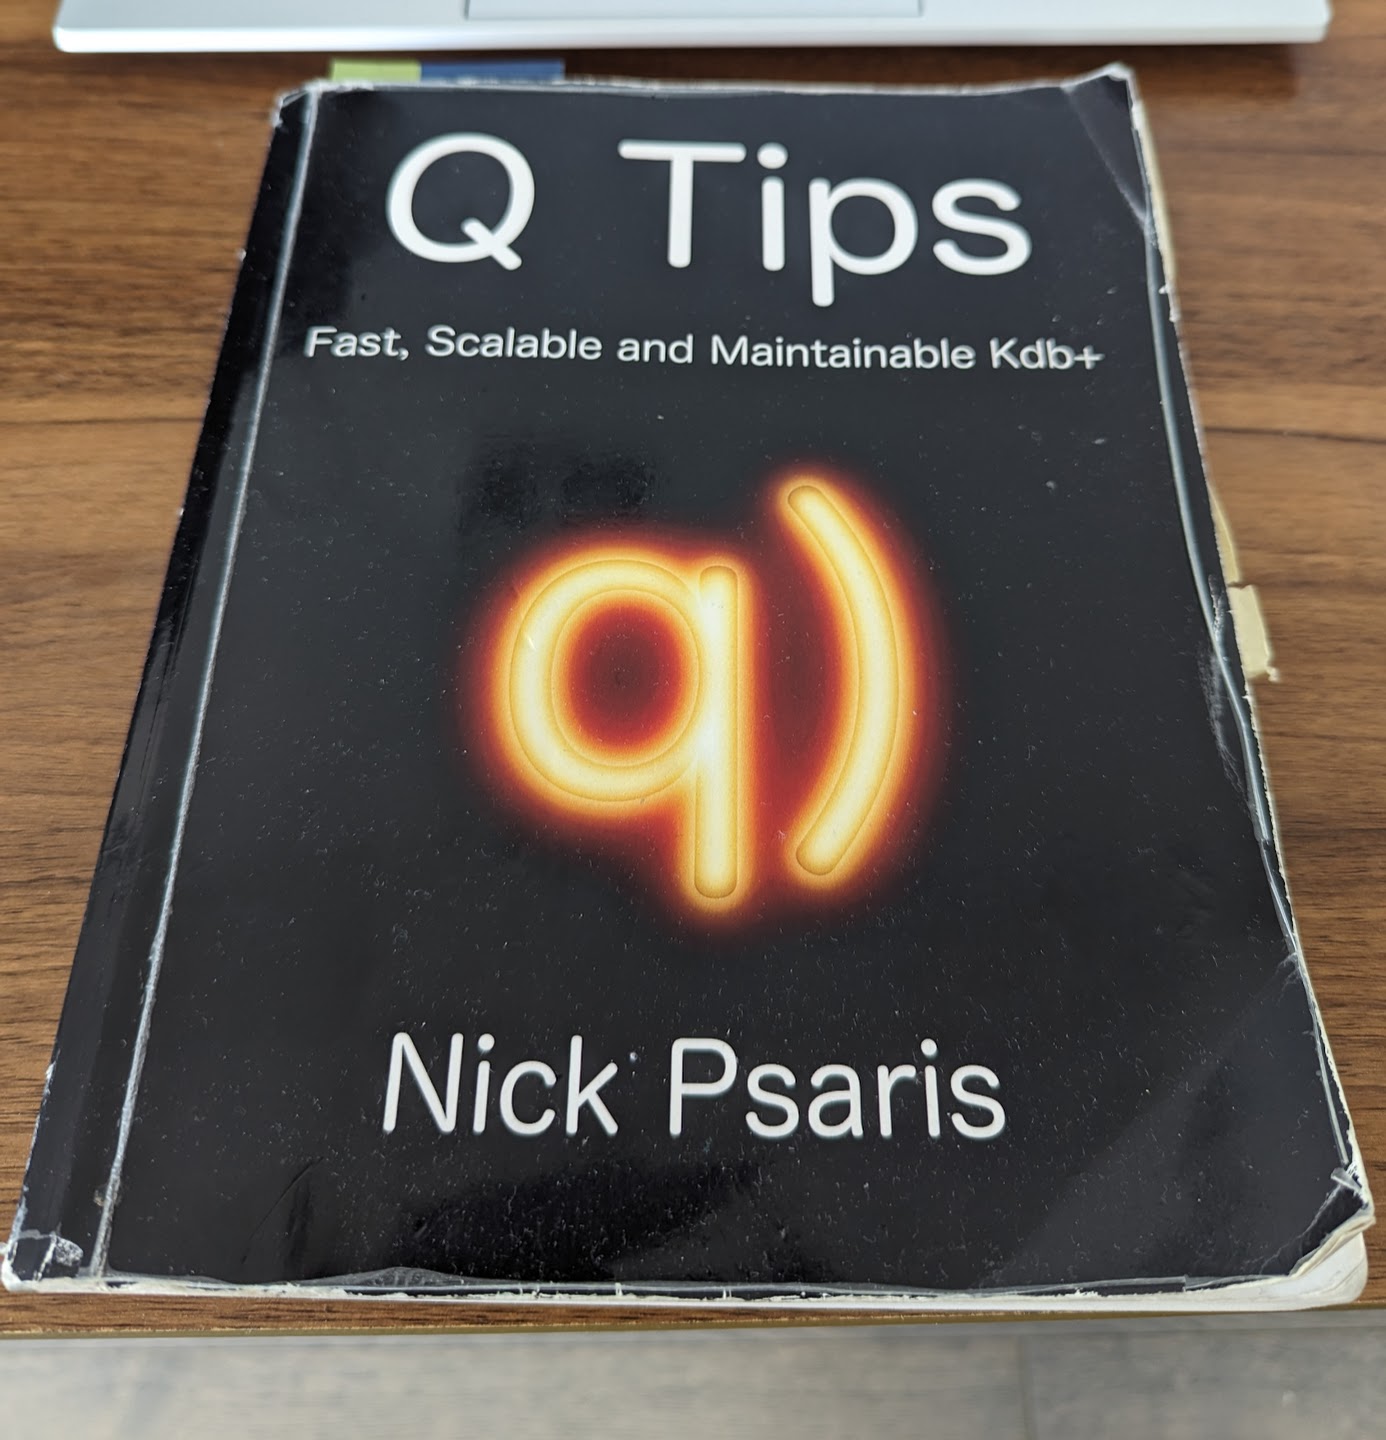 Q Tips
Fast, Scalable and Maintainable Kdb+
q)
Nick Psaris